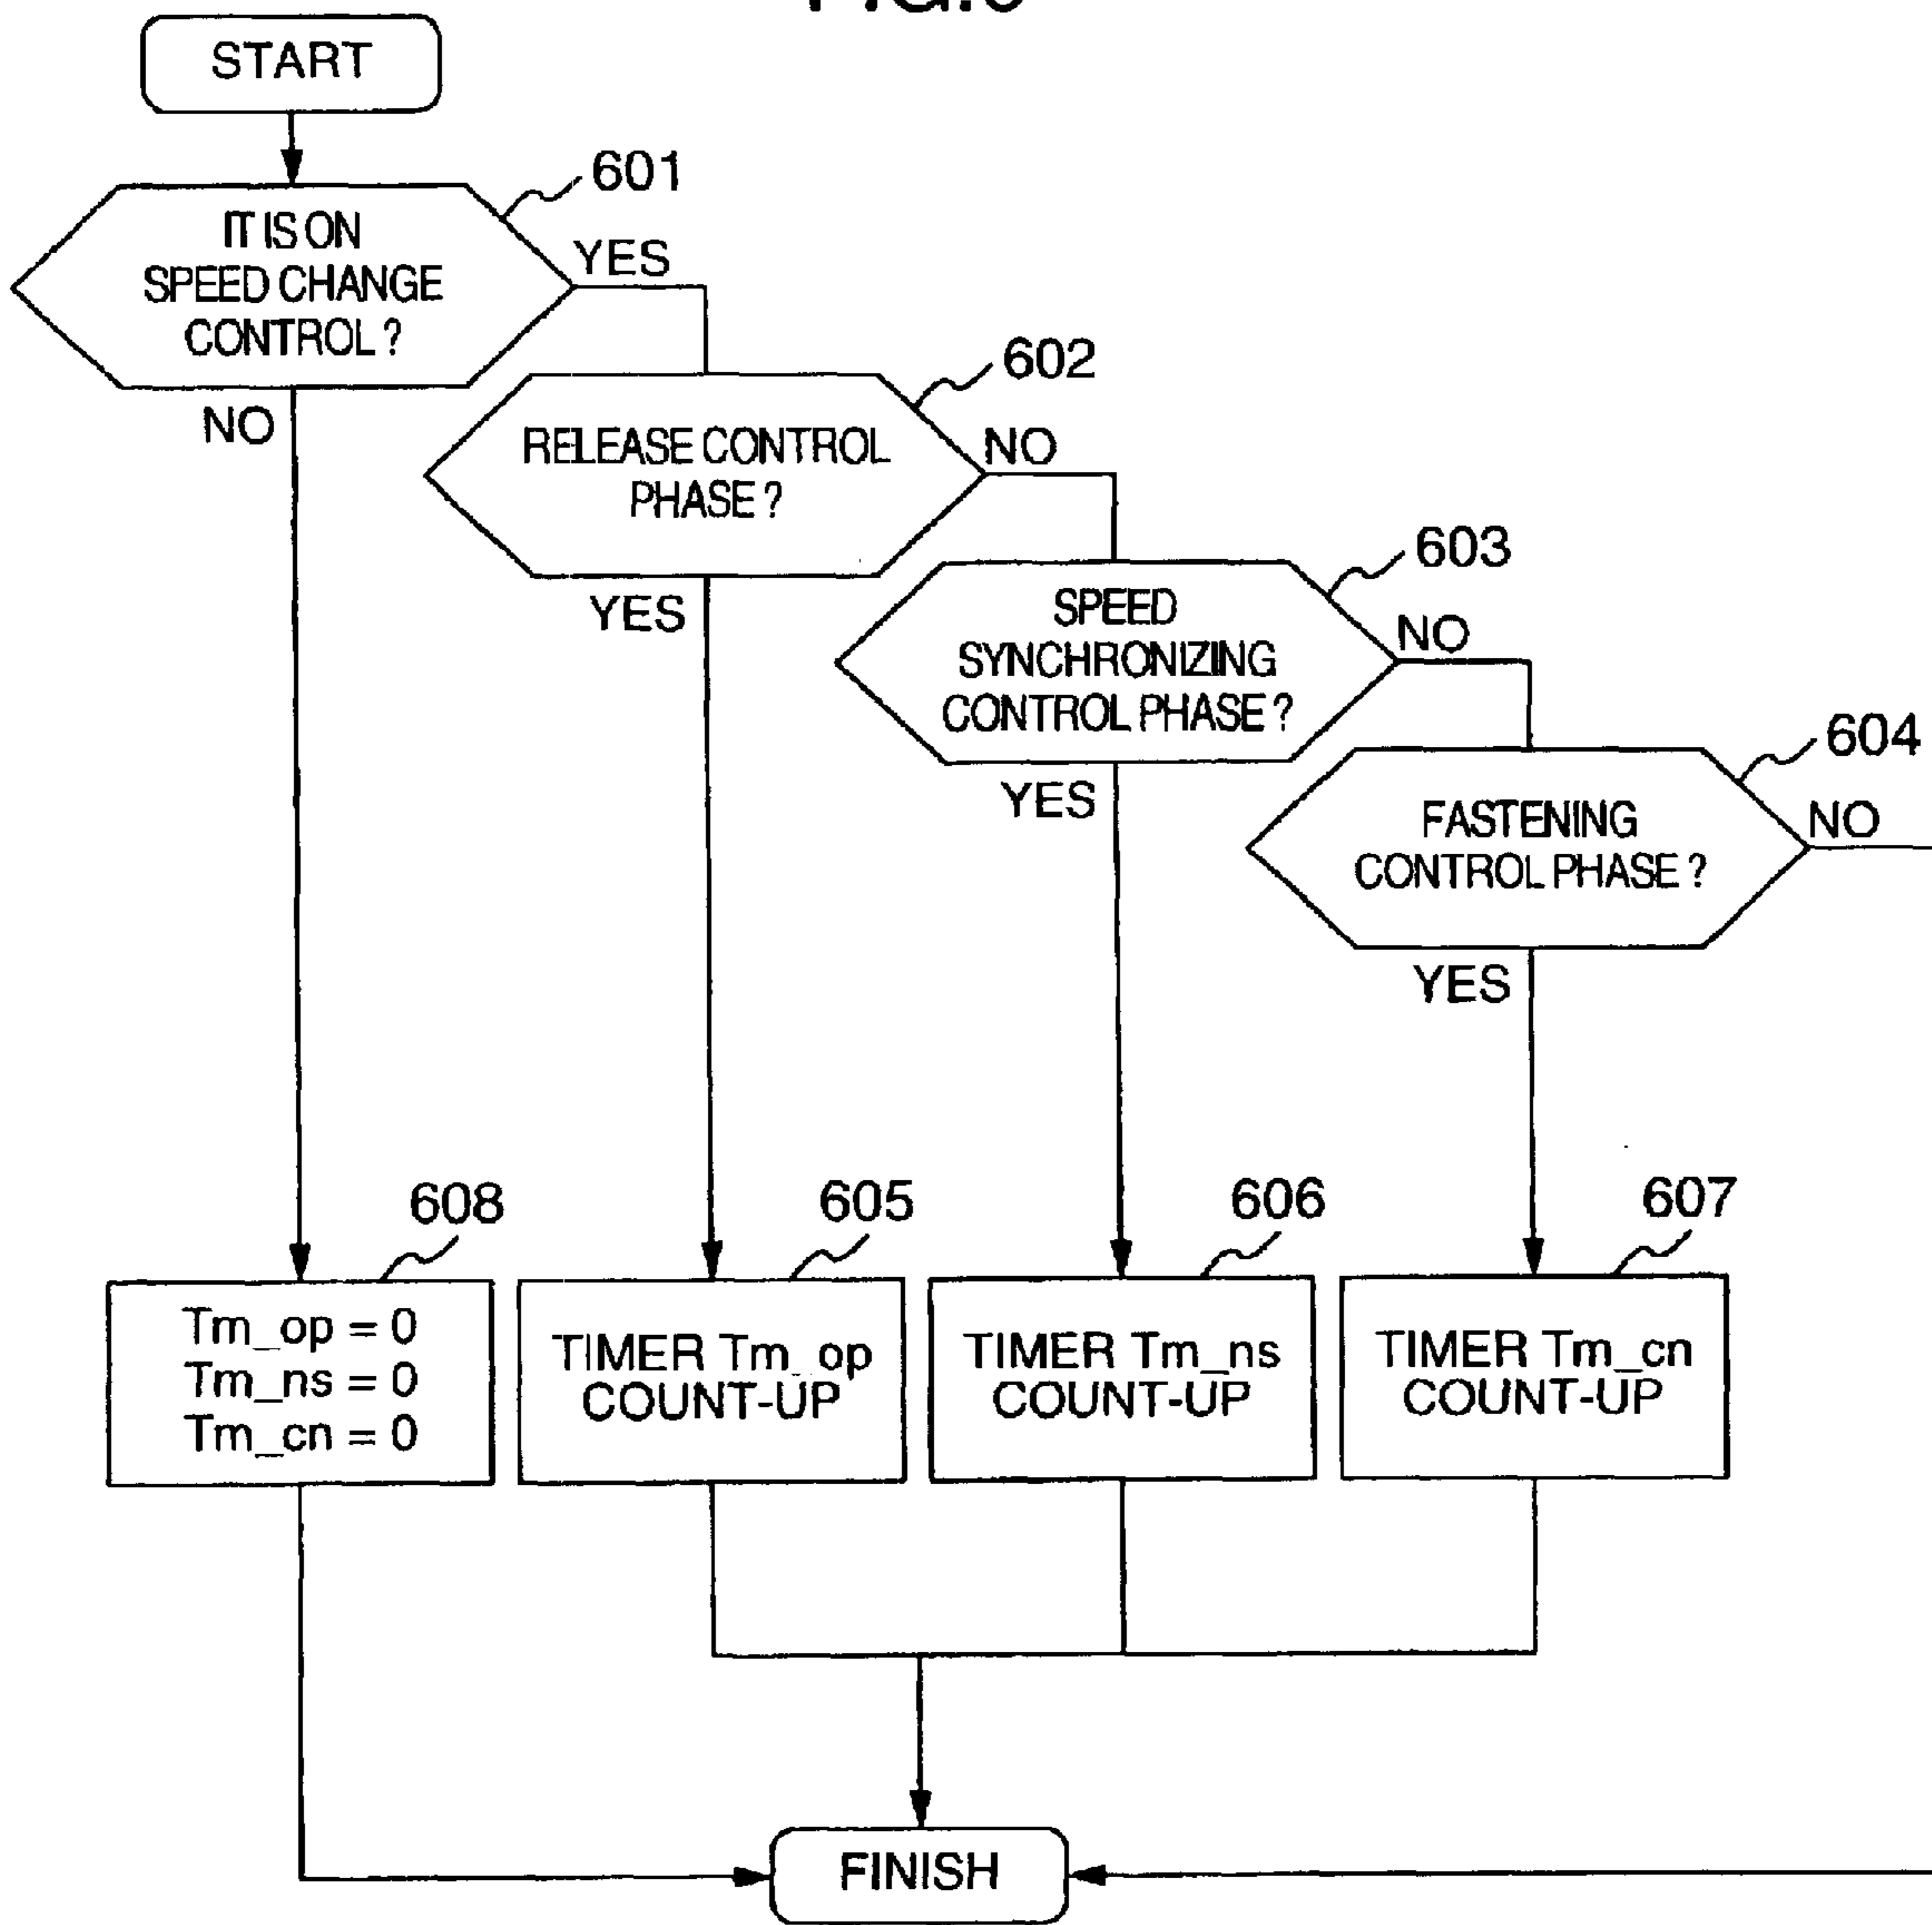 START
601
IT IS ON
SPEED CHANGE
CONTROL?
YES
NO
602
RELEASE CONTROL
PHASE?
NO
YES
603
SPEED
SYNCHRONIZING
CONTROL PHASE?
NO
YES
604
FASTENING
CONTROL PHASE?
NO
YES
608
Tm_op = 0
Tm_ns = 0
Tm_cn = 0
605
TIMER Tm_op
COUNT-UP
606
TIMER Tm_ns
COUNT-UP
607
TIMER Tm_cn
COUNT-UP
FINISH